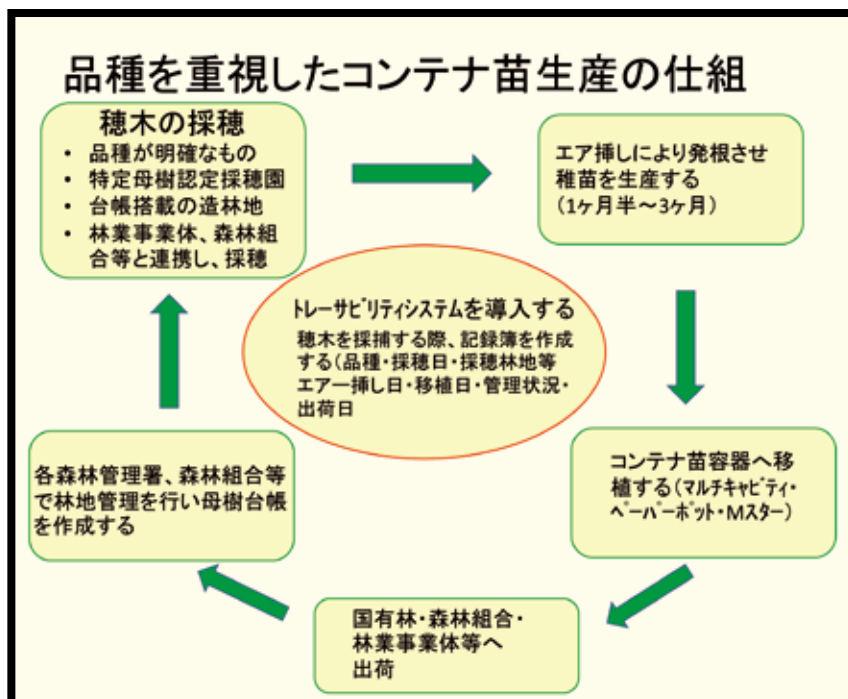 品種を重視したコンテナ苗生産の仕組
穂木の採穂
• 品種が明確なもの
• 特定母樹認定採穂園
• 台帳搭載の造林地
• 林業事業体、森林組
合等と連携し、採穂
エア挿しにより発根させ
稚苗を生産する
(1ヶ月半～3ヶ月)
トレーサビリティシステムを導入する
穂木を採捕する際、記録簿を作成
する(品種・採穂日・採穂林地等
エアー挿し日・移植日・管理状況・
出荷日
コンテナ苗容器へ移
植する(マルチキャビティ・
ペーパーポット・Mスター)
国有林・森林組合・
林業事業体等へ
出荷
各森林管理署、森林組合等
で林地管理を行い母樹台帳
を作成する